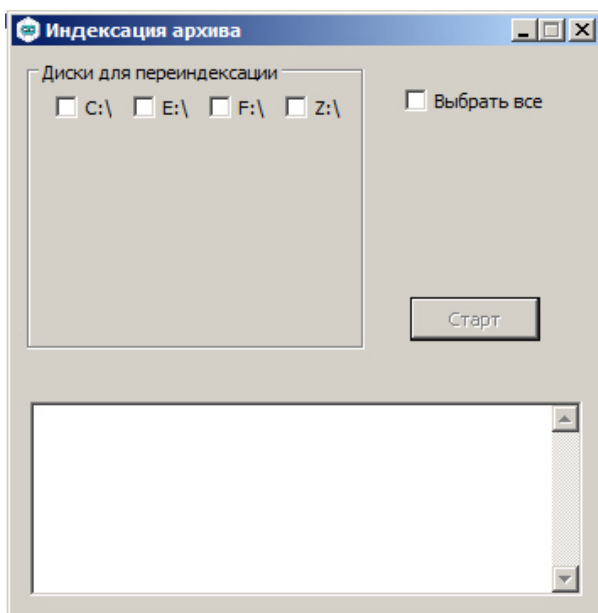 Индексация архива
Диски для переиндексации
C:\ E:\ F:\ Z:\
Выбрать все
Старт